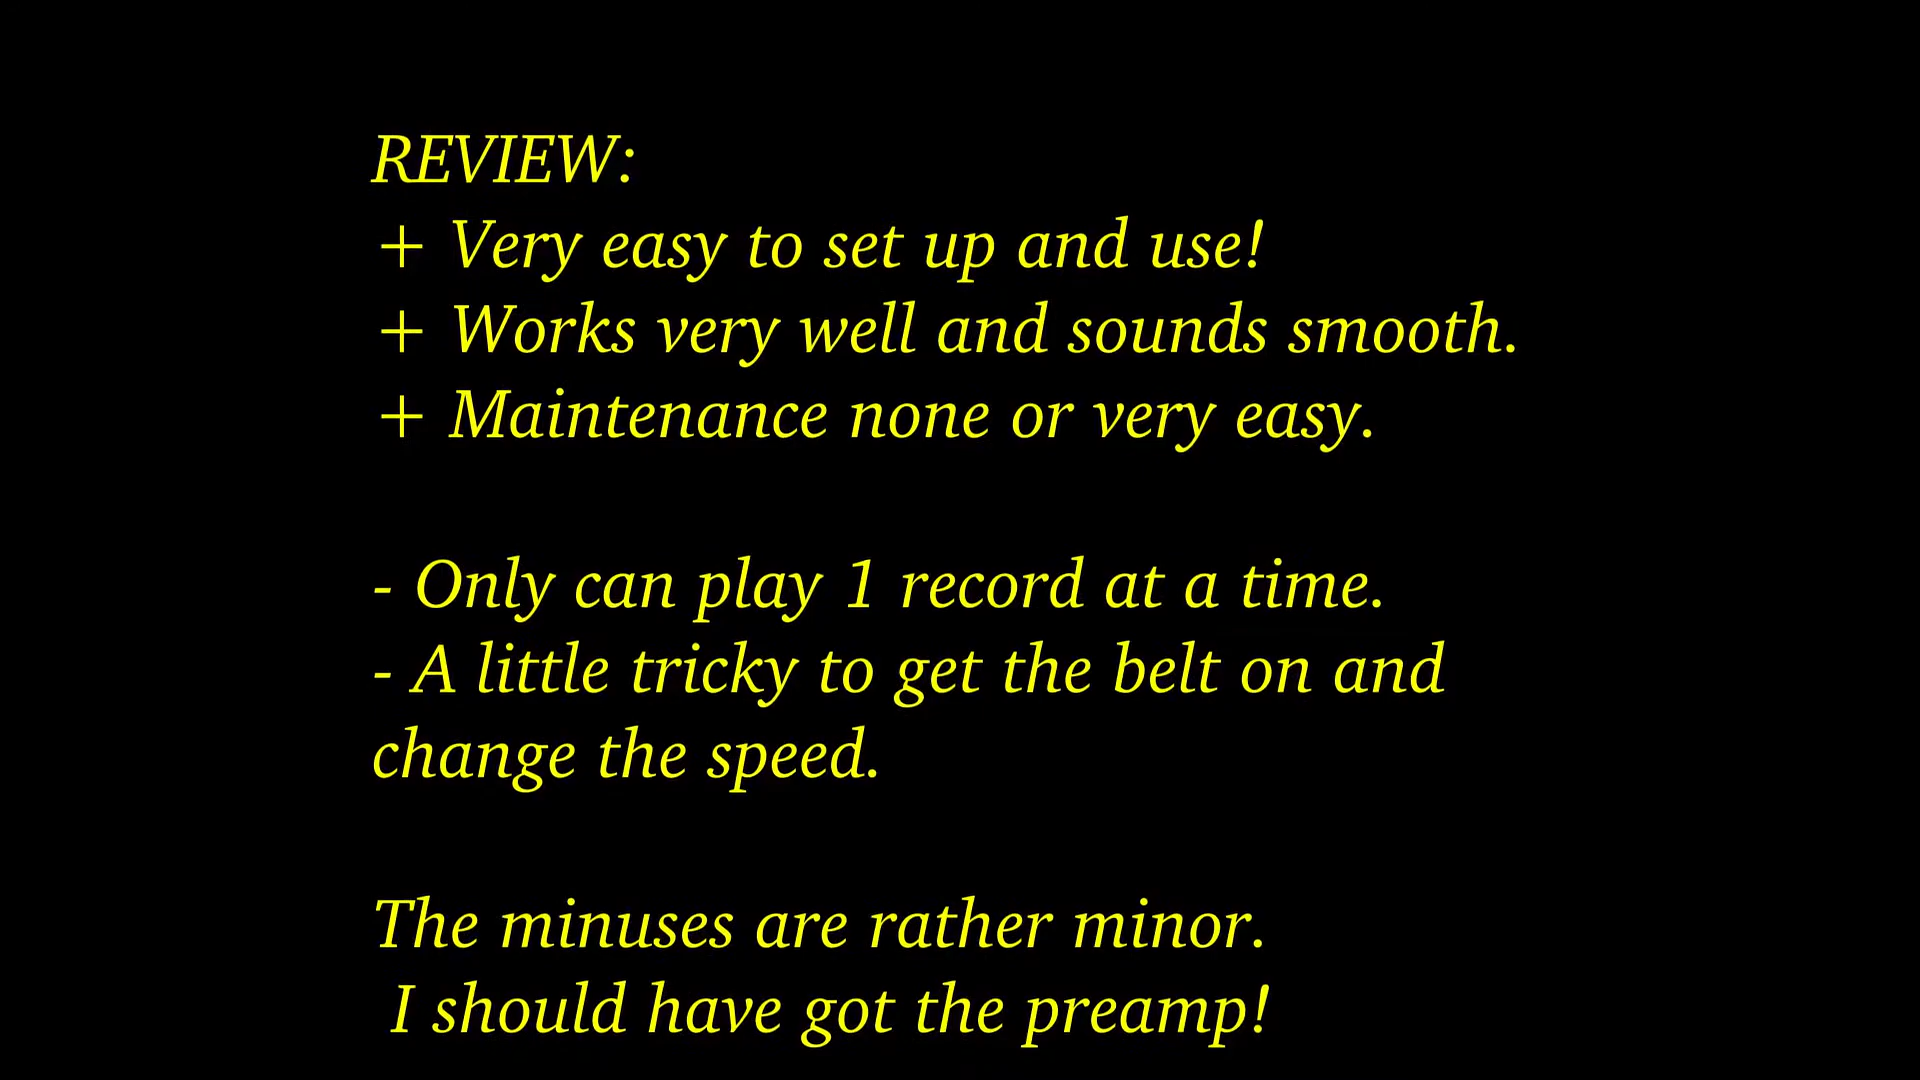 REVIEW:
+ Very easy to set up and use!
+ Works very well and sounds smooth.
+ Maintenance none or very easy.
- Only can play 1 record at a time.
- A little tricky to get the belt on and
change the speed.
The minuses are rather minor.
I should have got the preamp!